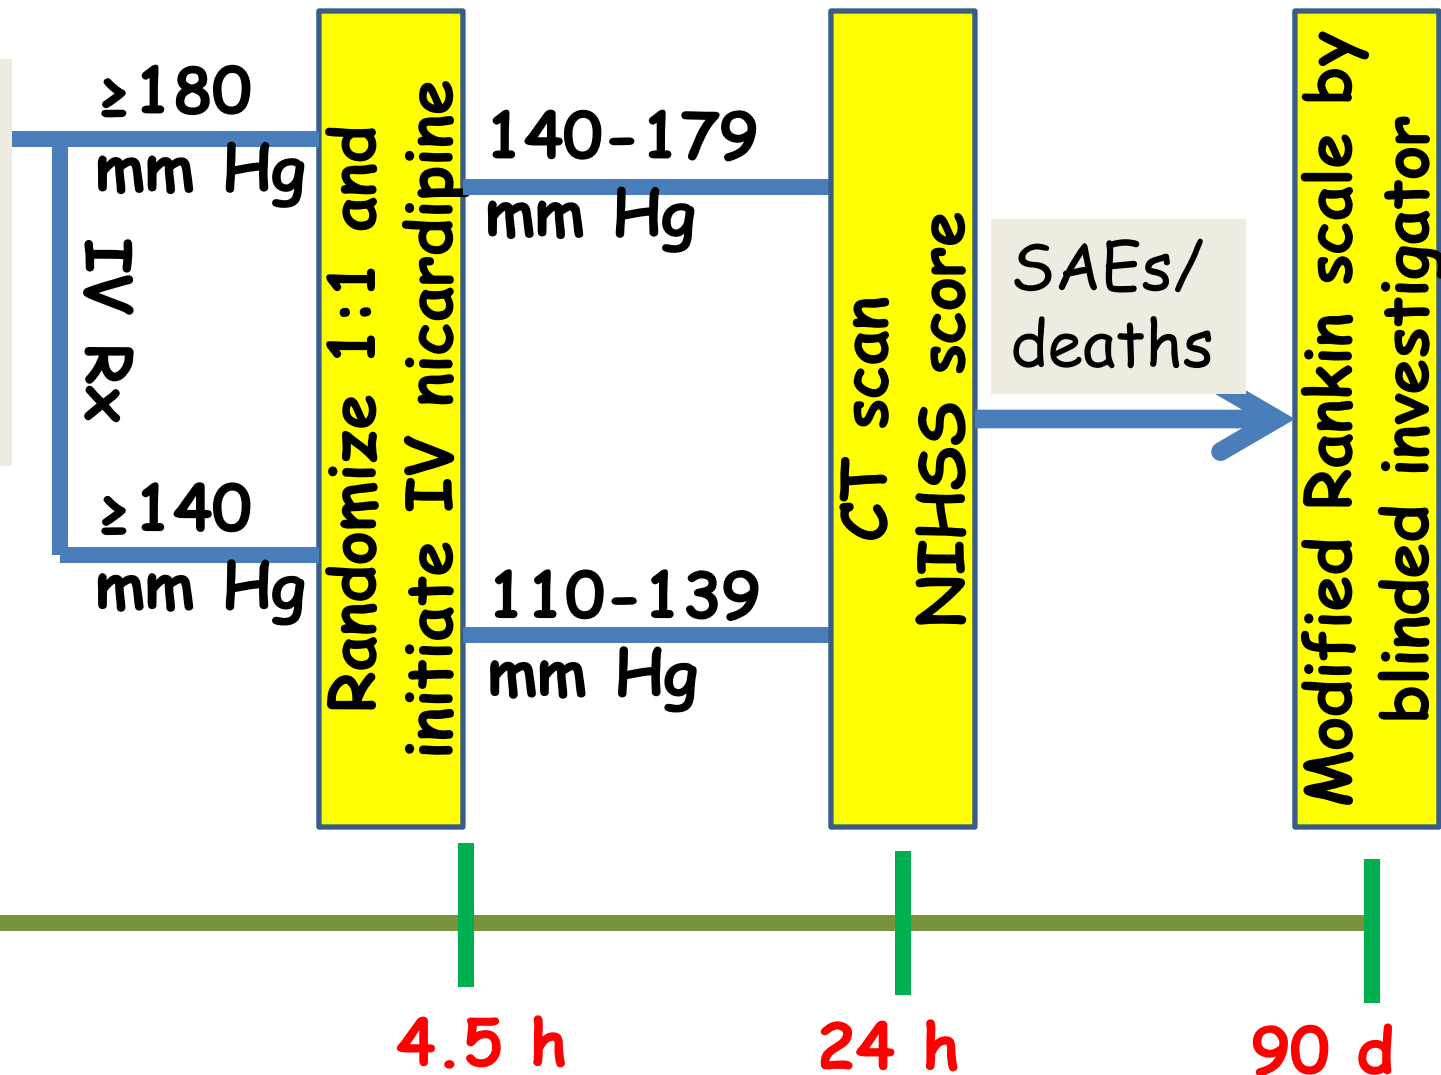 ≥180
mm Hg
IV Rx
≥140
mm Hg
Randomize 1:1 and
initiate IV nicardipine
140-179
mm Hg
110-139
mm Hg
CT scan
NIHSS score
SAEs/
deaths
Modified Rankin scale by
blinded investigator
4.5 h
24 h
90 d